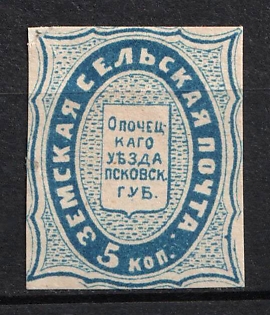 ЗЕМСКАЯ СЕЛЬСКАЯ ПОЧТА.
ОПОЧЕЦ-
КАГО
УѢЗДА
ПСКОВСК.
ГУБ.
5 КОП.